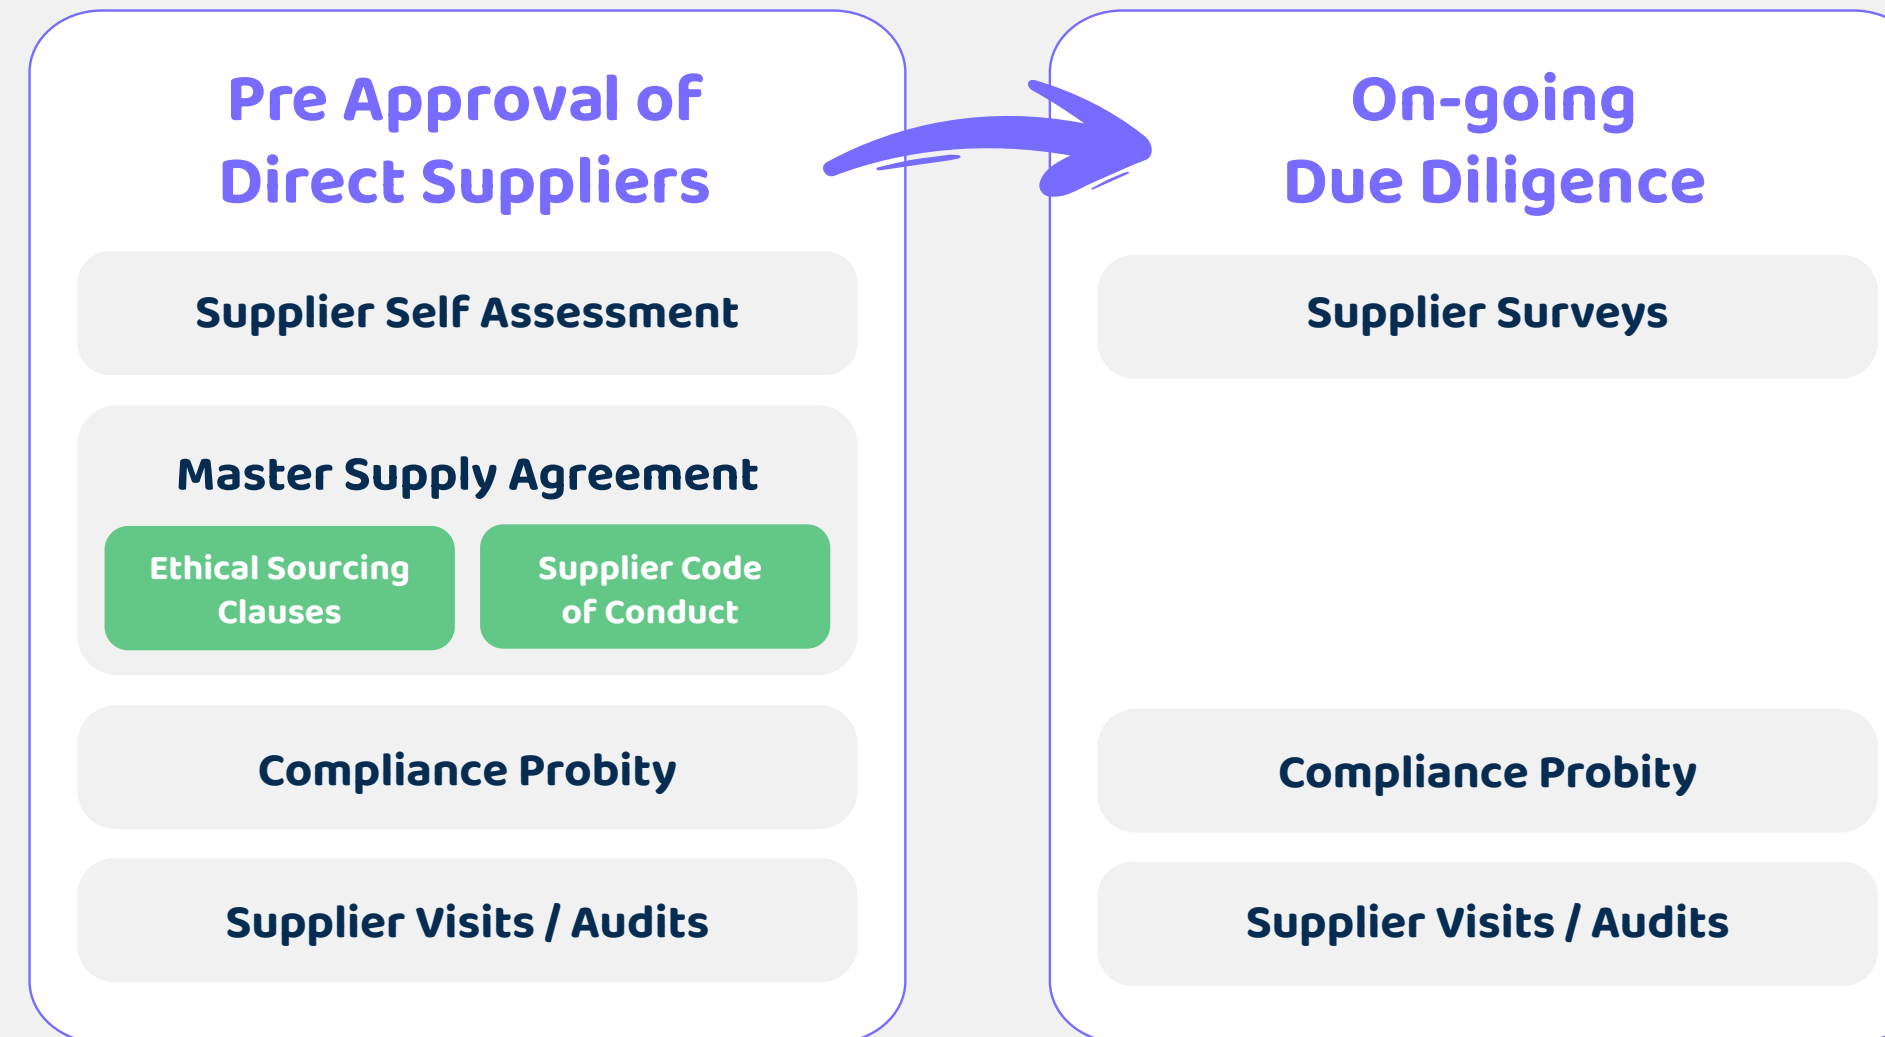 Pre Approval of
Direct Suppliers
Supplier Self Assessment
Master Supply Agreement
Ethical Sourcing
Clauses
Supplier Code
of Conduct
Compliance Probity
Supplier Visits / Audits
On-going
Due Diligence
Supplier Surveys
Compliance Probity
Supplier Visits / Audits